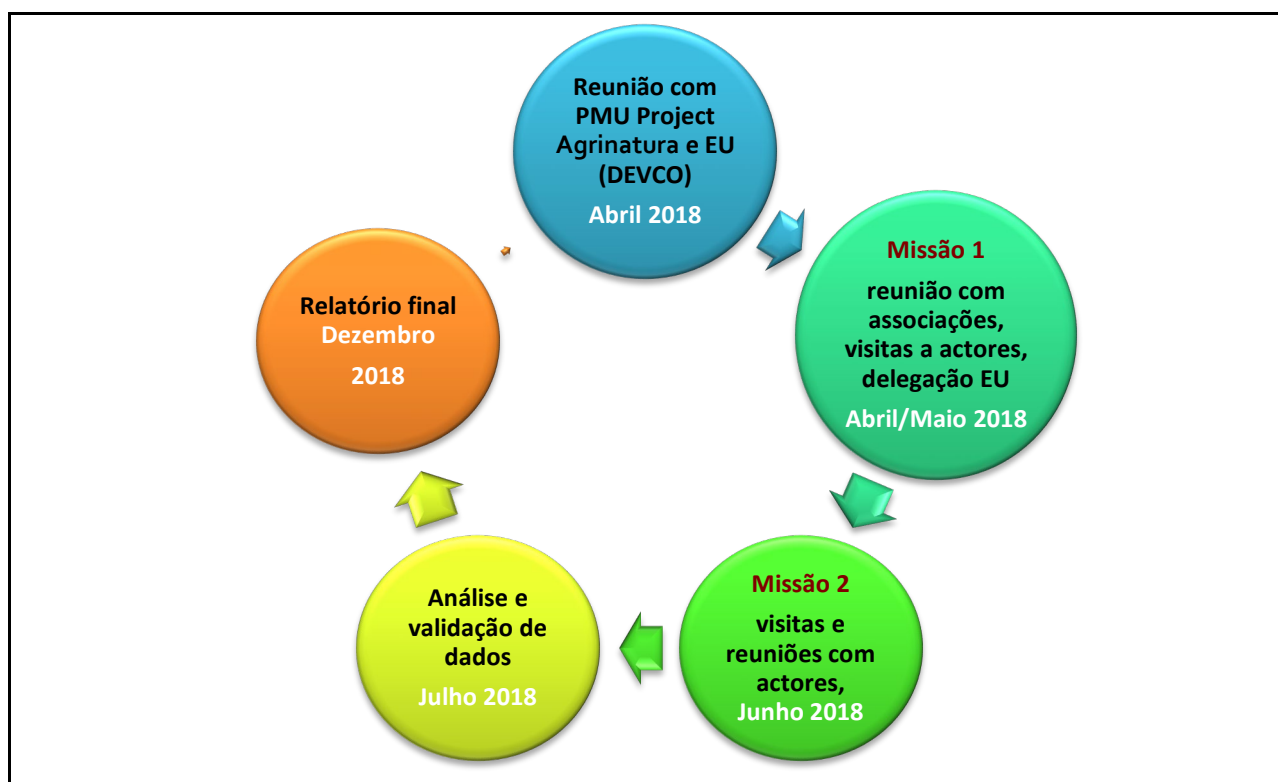 Reunião com
PMU Project
Agrinatura e EU
(DEVCO)
Abril 2018
Missão 1
reunião com
associações,
visitas a actores,
delegação EU
Abril/Maio 2018
Missão 2
visitas e
reuniões com
actores,
Junho 2018
Análise e
validação de
dados
Julho 2018
Relatório final
Dezembro
2018